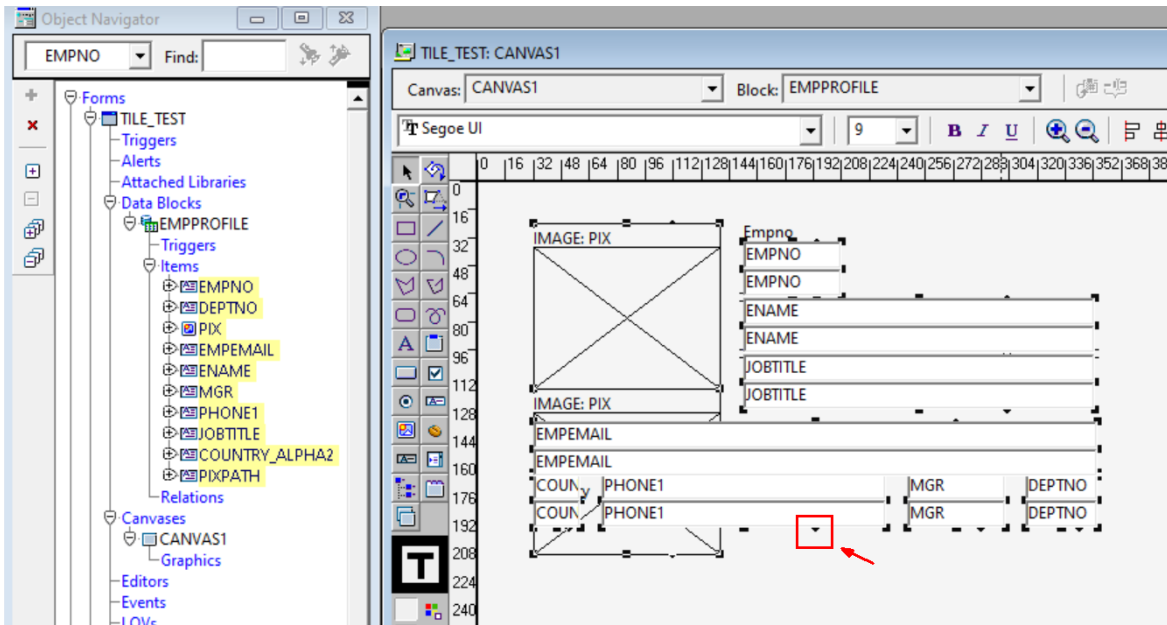 Object Navigator
EMPNO Find:
Forms
TILE_TEST
Triggers
Alerts
Attached Libraries
Data Blocks
EMPPROFILE
Triggers
Items
EMPNO
DEPTNO
PIX
EMPEMAIL
ENAME
MGR
PHONE1
JOBTITLE
COUNTRY_ALPHA2
PIXPATH
Relations
Canvases
CANVAS1
Graphics
Editors
Events
LOVs
TILE_TEST: CANVAS1
Canvas: CANVAS1 Block: EMPPROFILE
Segoe UI 9 B I U
0 16 32 48 64 80 96 112 128 144 160 176 192 208 224 240 256 272 288 304 320 336 352 368 38
0
16
32
48
64
80
96
112
128
144
160
176
192
208
224
240
IMAGE: PIX
Empno
EMPNO
EMPNO
ENAME
ENAME
JOBTITLE
JOBTITLE
IMAGE: PIX
EMPEMAIL
EMPEMAIL
COUN y PHONE1 MGR DEPTNO
COUN PHONE1 MGR DEPTNO
A
T